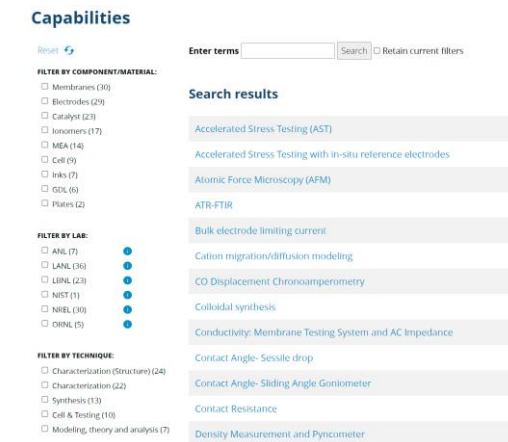 Capabilities
Reset
Enter terms
Search
Retain current filters
FILTER BY COMPONENT/MATERIAL:
Membranes (30)
Electrodes (29)
Catalyst (23)
Ionomers (17)
MEA (14)
Cell (9)
Inks (7)
GDL (6)
Plates (2)
FILTER BY LAB:
ANL (7)
LANL (36)
LBNL (23)
NIST (1)
NREL (30)
ORNL (5)
FILTER BY TECHNIQUE:
Characterization (Structure) (24)
Characterization (22)
Synthesis (13)
Cell & Testing (10)
Modeling, theory and analysis (7)
Search results
Accelerated Stress Testing (AST)
Accelerated Stress Testing with in-situ reference electrodes
Atomic Force Microscopy (AFM)
ATR-FTIR
Bulk electrode limiting current
Cation migration/diffusion modeling
CO Displacement Chronoamperometry
Colloidal synthesis
Conductivity: Membrane Testing System and AC Impedance
Contact Angle- Sessile drop
Contact Angle- Sliding Angle Goniometer
Contact Resistance
Density Measurement and Pyncometer